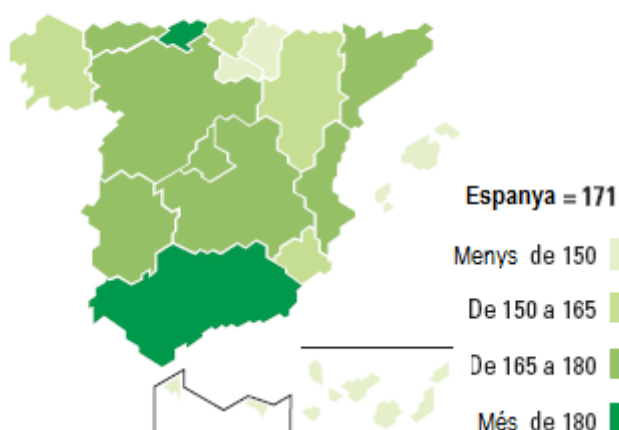 Espanya = 171
Menys de 150
De 150 a 165
De 165 a 180
Més de 180